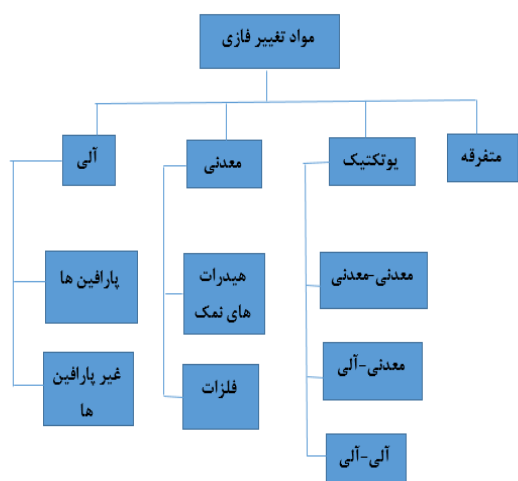 مواد تغییر فازی
متفرقه
یوتکتیک
معدنی
آلی
معدنی-معدنی
معدنی-آلی
آلی-آلی
هیدرات
های نمک
فلزات
پارافین ها
غیر پارافین
ها